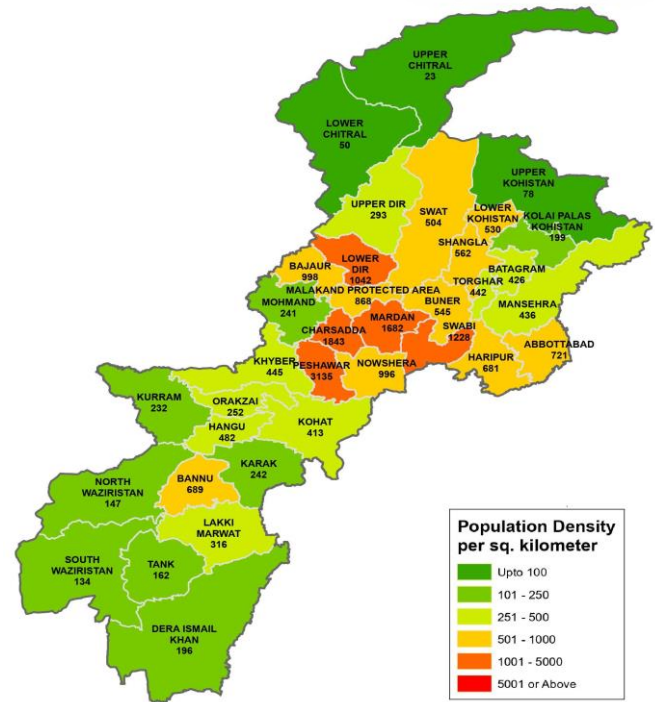 UPPER
CHITRAL
23
LOWER
CHITRAL
50
UPPER
KOHISTAN
78
UPPER DIR
293
SWAT
504
LOWER
KOHISTAN
530
KOLAI PALAS
KOHISTAN
199
SHANGLA
562
LOWER
DIR
1042
BAJAUR
998
BATAGRAM
426
TORGHAR
442
MALAKAND PROTECTED AREA
868
MOHMAND
241
BUNER
545
MANSEHRA
436
MARDAN
1682
CHARSADDA
1843
SWABI
1228
ABBOTTABAD
721
HARIPUR
681
KHYBER
445
PESHAWAR
3135
NOWSHERA
996
KURRAM
232
ORAKZAI
252
HANGU
482
KOHAT
413
KARAK
242
NORTH
WAZIRISTAN
147
BANNU
689
LAKKI
MARWAT
316
SOUTH
WAZIRISTAN
134
TANK
162
DERA ISMAIL
KHAN
196
Population Density
per sq. kilometer
Upto 100
101 - 250
251 - 500
501 - 1000
1001 - 5000
5001 or Above